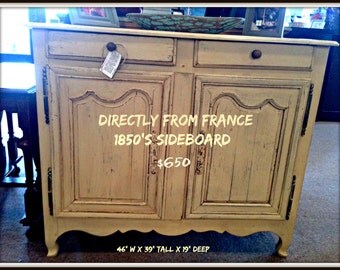 DIRECTLY FROM FRANCE
1850'S SIDEBOARD
$650
46" W X 39" TALL X 19" DEEP